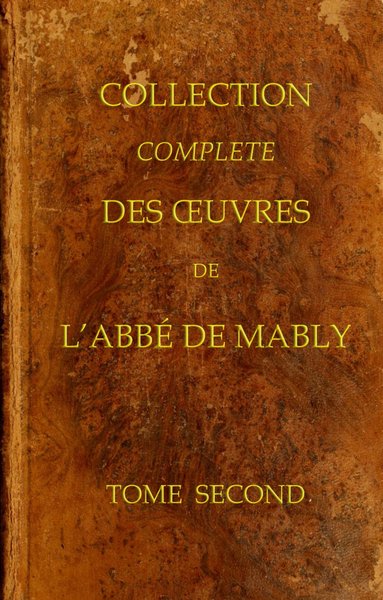 COLLECTION
COMPLETE
DES ŒUVRES
DE
L'ABBÉ DE MABLY
TOME SECOND.